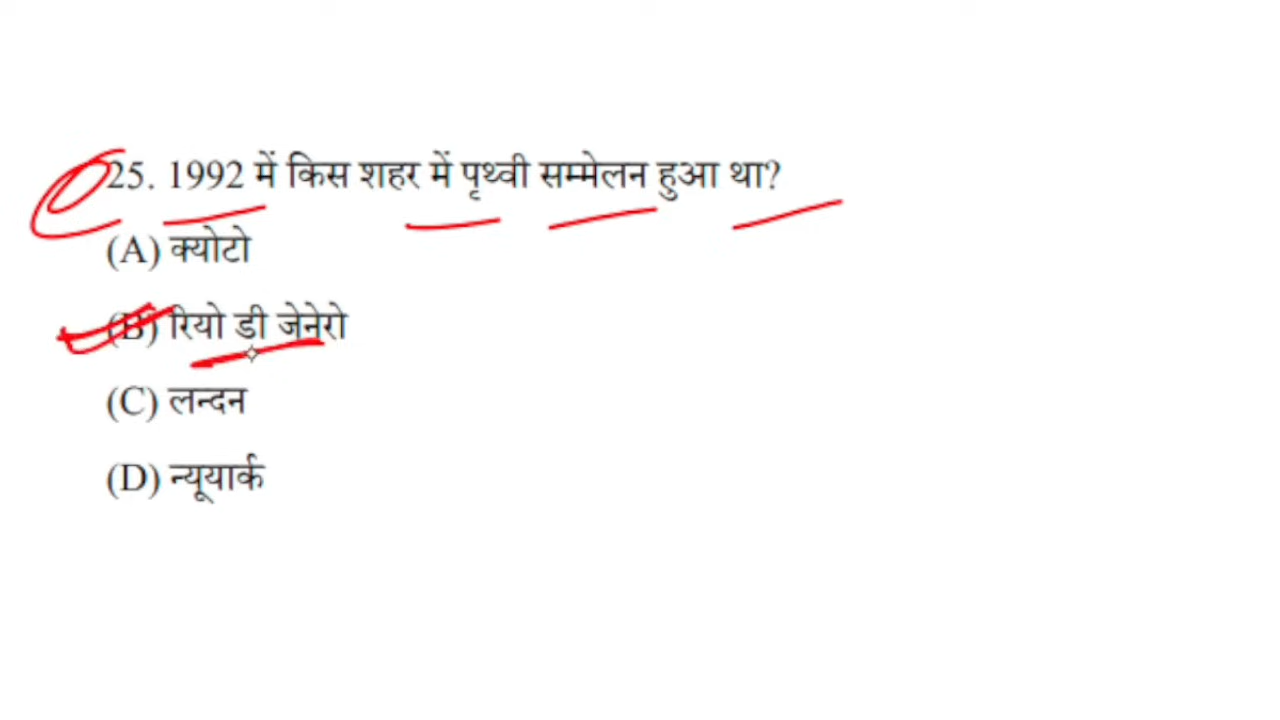 25. 1992 में किस शहर में पृथ्वी सम्मेलन हुआ था?
(A) क्योटो
(B) रियो डी जेनेरो
(C) लन्दन
(D) न्यूयार्क